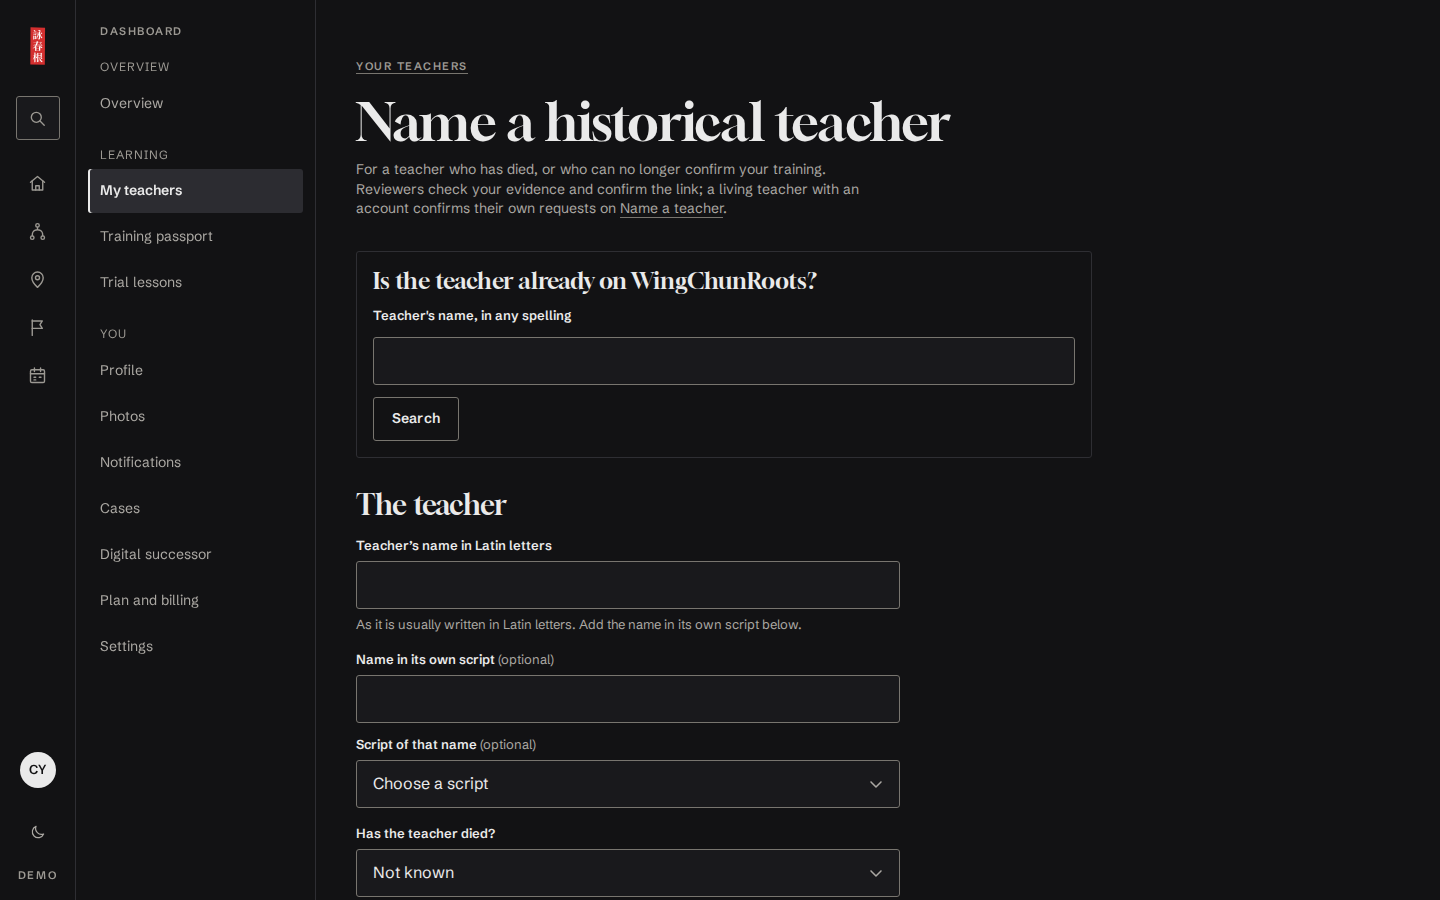 詠春根
DASHBOARD
OVERVIEW
Overview
LEARNING
My teachers
Training passport
Trial lessons
YOU
Profile
Photos
Notifications
Cases
Digital successor
Plan and billing
Settings
CY
DEMO
YOUR TEACHERS
Name a historical teacher
For a teacher who has died, or who can no longer confirm your training.
Reviewers check your evidence and confirm the link; a living teacher with an
account confirms their own requests on Name a teacher.
Is the teacher already on WingChunRoots?
Teacher's name, in any spelling
Search
The teacher
Teacher’s name in Latin letters
As it is usually written in Latin letters. Add the name in its own script below.
Name in its own script (optional)
Script of that name (optional)
Choose a script
Has the teacher died?
Not known